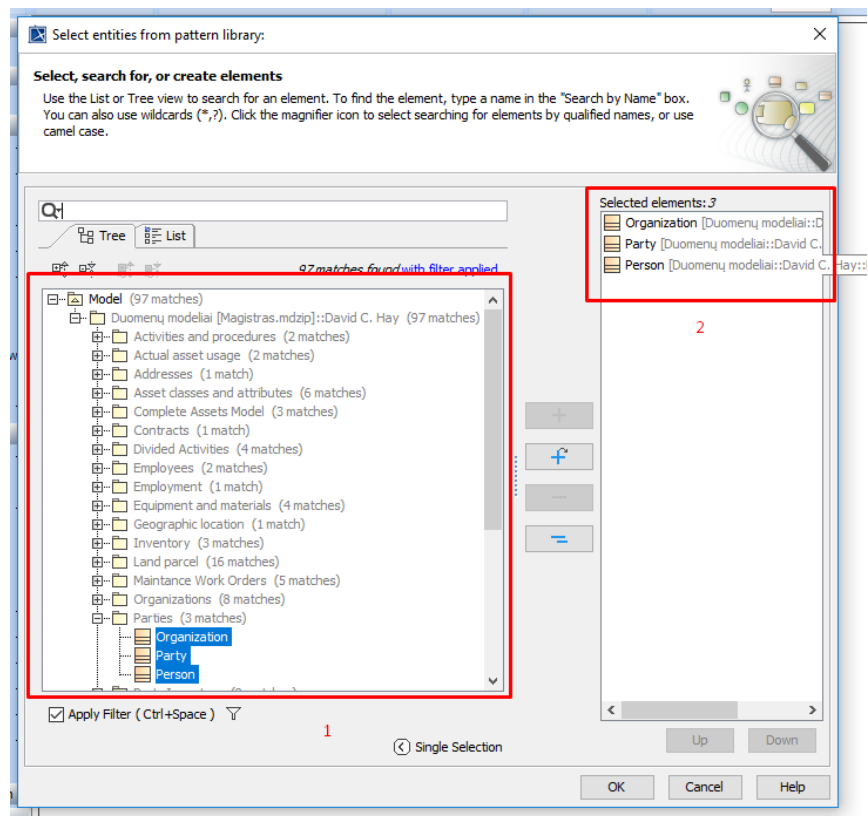 Select entities from pattern library:
Select, search for, or create elements
Use the List or Tree view to search for an element. To find the element, type a name in the "Search by Name" box.
You can also use wildcards (*,?). Click the magnifier icon to select searching for elements by qualified names, or use
camel case.
Tree
List
97 matches found with filter applied
Model (97 matches)
Duomenų modeliai [Magistras.mdzip]::David C. Hay (97 matches)
Activities and procedures (2 matches)
Actual asset usage (2 matches)
Addresses (1 match)
Asset classes and attributes (6 matches)
Complete Assets Model (3 matches)
Contracts (1 match)
Divided Activities (4 matches)
Employees (2 matches)
Employment (1 match)
Equipment and materials (4 matches)
Geographic location (1 match)
Inventory (3 matches)
Land parcel (16 matches)
Maintance Work Orders (5 matches)
Organizations (8 matches)
Parties (3 matches)
Organization
Party
Person
Apply Filter (Ctrl+Space)
1
Single Selection
Selected elements: 3
Organization [Duomenų modeliai::D
Party [Duomenų modeliai::David C.
Person [Duomenų modeliai::David C. Hay::
2
Up
Down
OK
Cancel
Help